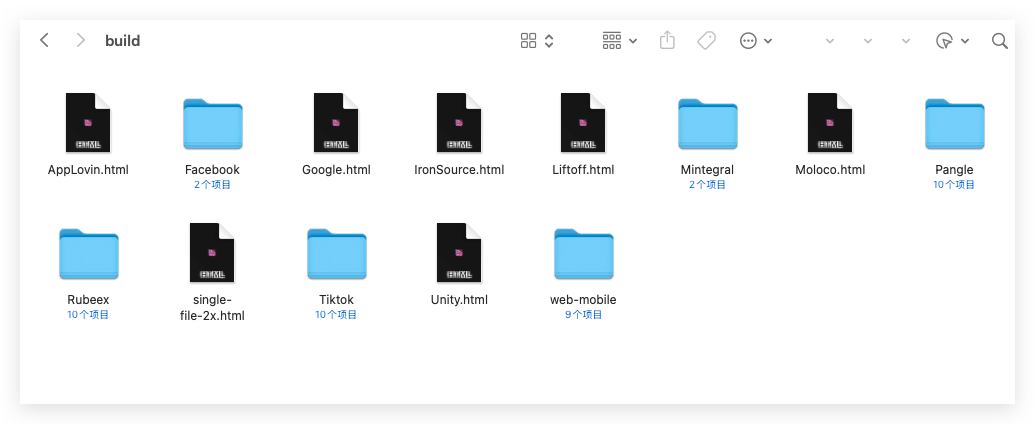 build
AppLovin.html
Facebook
2个项目
Google.html
IronSource.html
Liftoff.html
Mintegral
2个项目
Moloco.html
Pangle
10个项目
Rubeex
10个项目
single-
file-2x.html
Tiktok
10个项目
Unity.html
web-mobile
9个项目
HTML
HTML
HTML
HTML
HTML
HTML
HTML